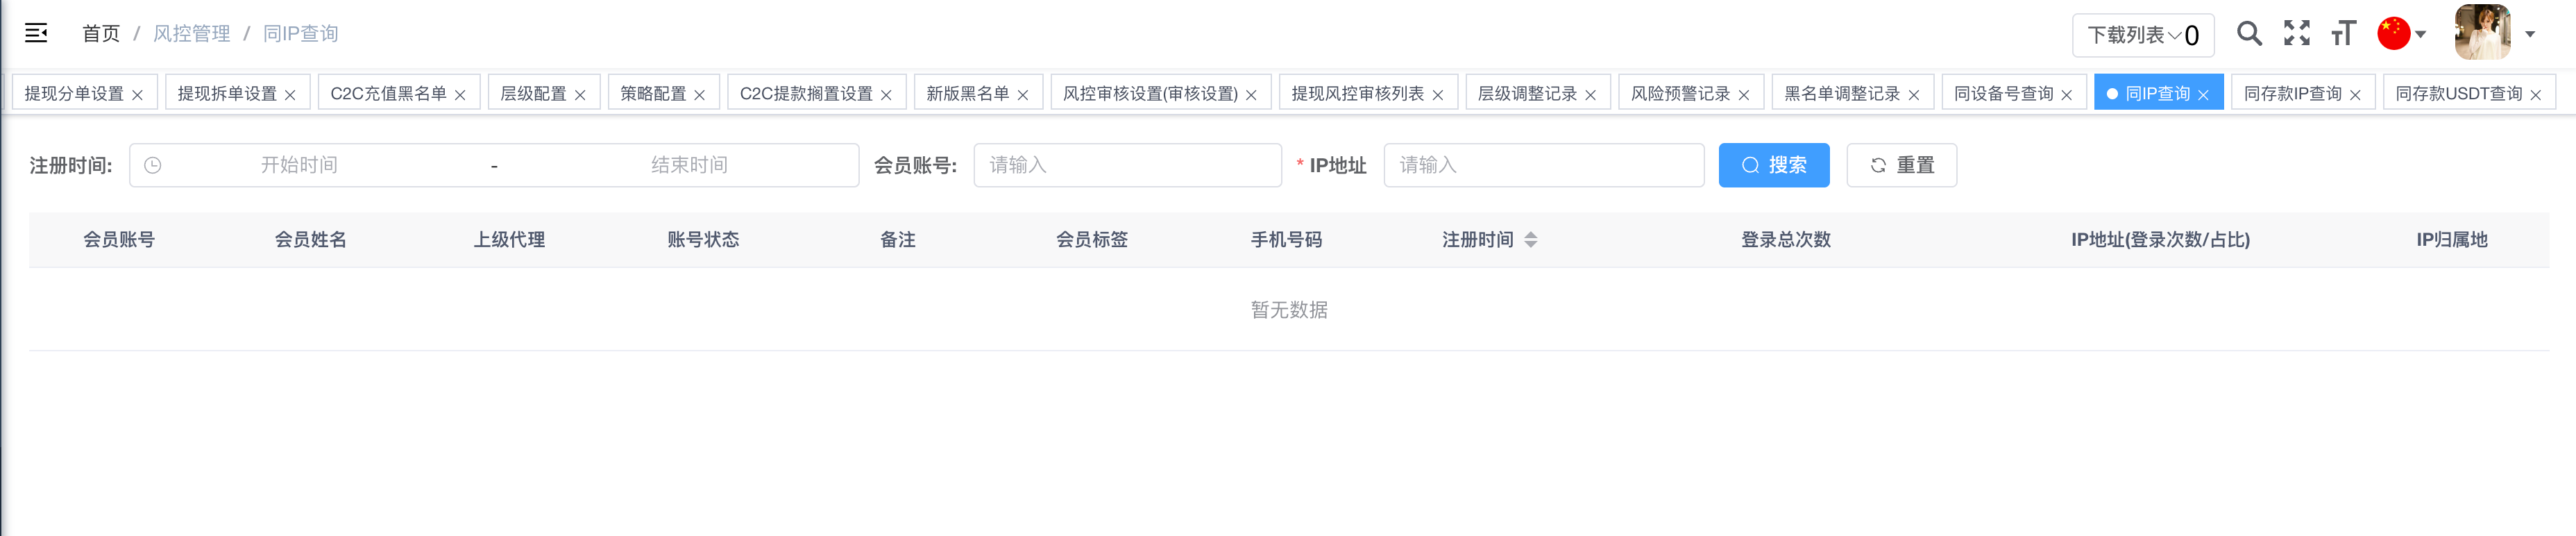 首页 / 风控管理 / 同IP查询 下载列表 0
提现分单设置 提现拆单设置 C2C充值黑名单 层级配置 策略配置 C2C提款搁置设置 新版黑名单 风控审核设置(审核设置) 提现风控审核列表 层级调整记录 风险预警记录 黑名单调整记录 同设备号查询 同IP查询 同存款IP查询 同存款USDT查询
注册时间: 开始时间 - 结束时间 会员账号: 请输入 * IP地址 请输入 搜索 重置
会员账号 会员姓名 上级代理 账号状态 备注 会员标签 手机号码 注册时间 登录总次数 IP地址(登录次数/占比) IP归属地
暂无数据